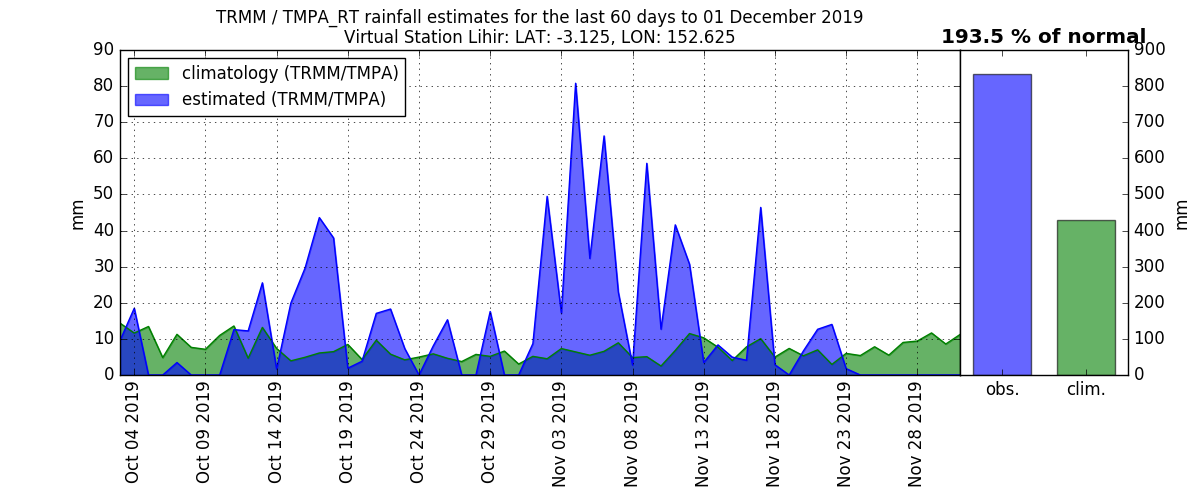 TRMM / TMPA_RT rainfall estimates for the last 60 days to 01 December 2019
Virtual Station Lihir: LAT: -3.125, LON: 152.625
193.5 % of normal
climatology (TRMM/TMPA)
estimated (TRMM/TMPA)
90
80
70
60
50
40
30
20
10
0
mm
Oct 04 2019
Oct 09 2019
Oct 14 2019
Oct 19 2019
Oct 24 2019
Oct 29 2019
Nov 03 2019
Nov 08 2019
Nov 13 2019
Nov 18 2019
Nov 23 2019
Nov 28 2019
obs.
clim.
900
800
700
600
500
400
300
200
100
0
mm